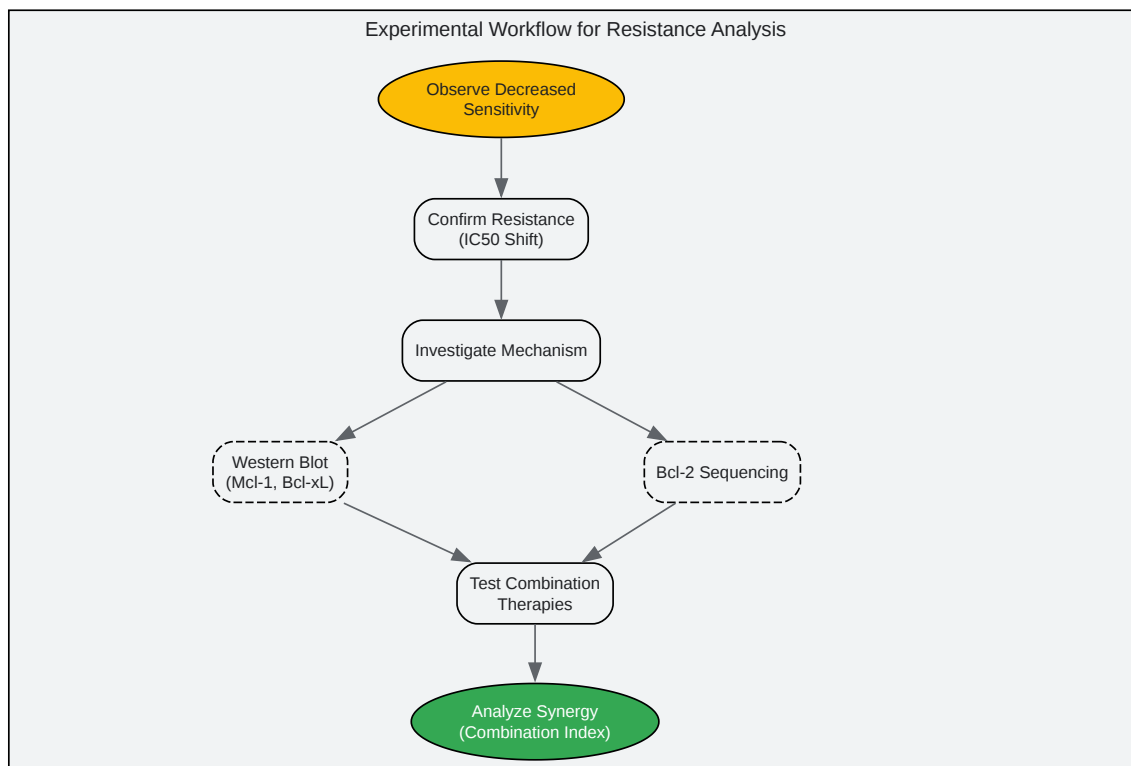 Experimental Workflow for Resistance Analysis
Observe Decreased
Sensitivity
Confirm Resistance
(IC50 Shift)
Investigate Mechanism
Western Blot
(Mcl-1, Bcl-xL)
Bcl-2 Sequencing
Test Combination
Therapies
Analyze Synergy
(Combination Index)